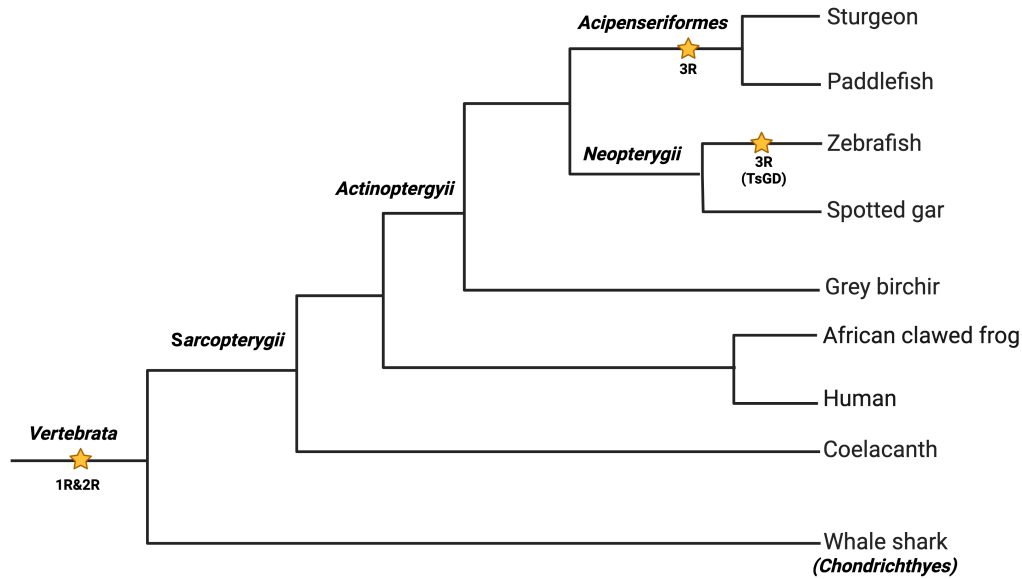 Acipenseriformes
Sturgeon
3R
Paddlefish
Zebrafish
Neopterygii
3R
(TsGD)
Actinoptergyii
Spotted gar
Grey birchir
Sarcopterygii
African clawed frog
Human
Vertebrata
Coelacanth
1R&2R
Whale shark
(Chondrichthyes)